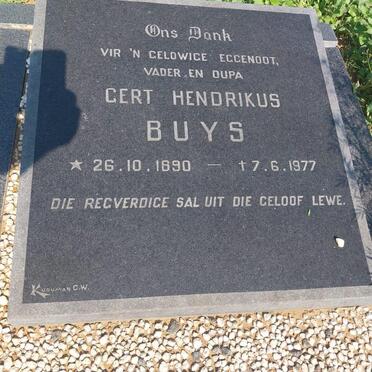 Ons Dank
VIR 'N GELOWIGE EGGENOOT,
VADER EN OUPA
GERT HENDRIKUS
BUYS
★ 26.10.1890 — †7.6.1977
DIE REGVERDIGE SAL UIT DIE GELOOF LEWE.
KURUMAN G.W.